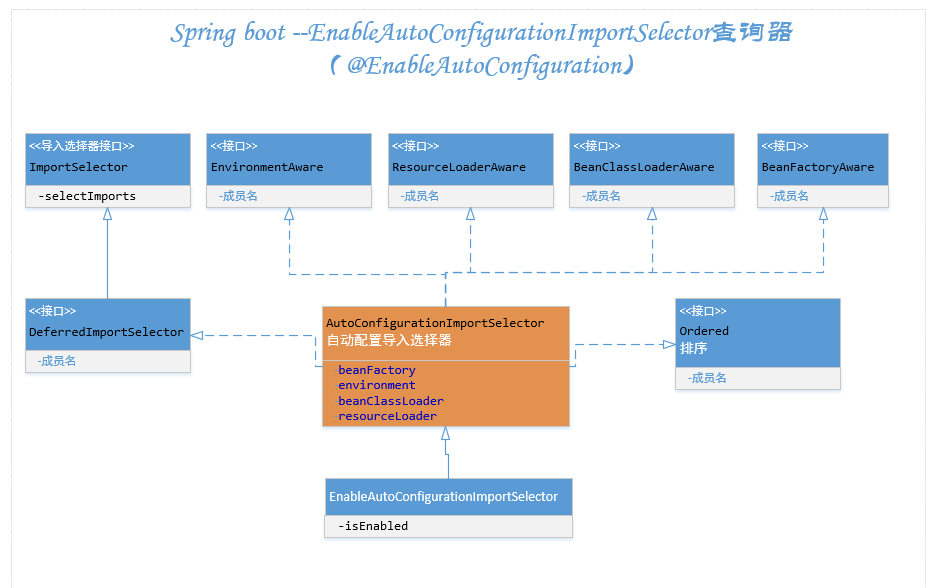 Spring boot --EnableAutoConfigurationImportSelector查询器
（ @EnableAutoConfiguration）
<<导入选择器接口>>
ImportSelector
-selectImports
<<接口>>
EnvironmentAware
-成员名
<<接口>>
ResourceLoaderAware
-成员名
<<接口>>
BeanClassLoaderAware
-成员名
<<接口>>
BeanFactoryAware
-成员名
<<接口>>
DeferredImportSelector
-成员名
AutoConfigurationImportSelector
自动配置导入选择器
-beanFactory
-environment
-beanClassLoader
-resourceLoader
<<接口>>
Ordered
排序
-成员名
EnableAutoConfigurationImportSelector
-isEnabled